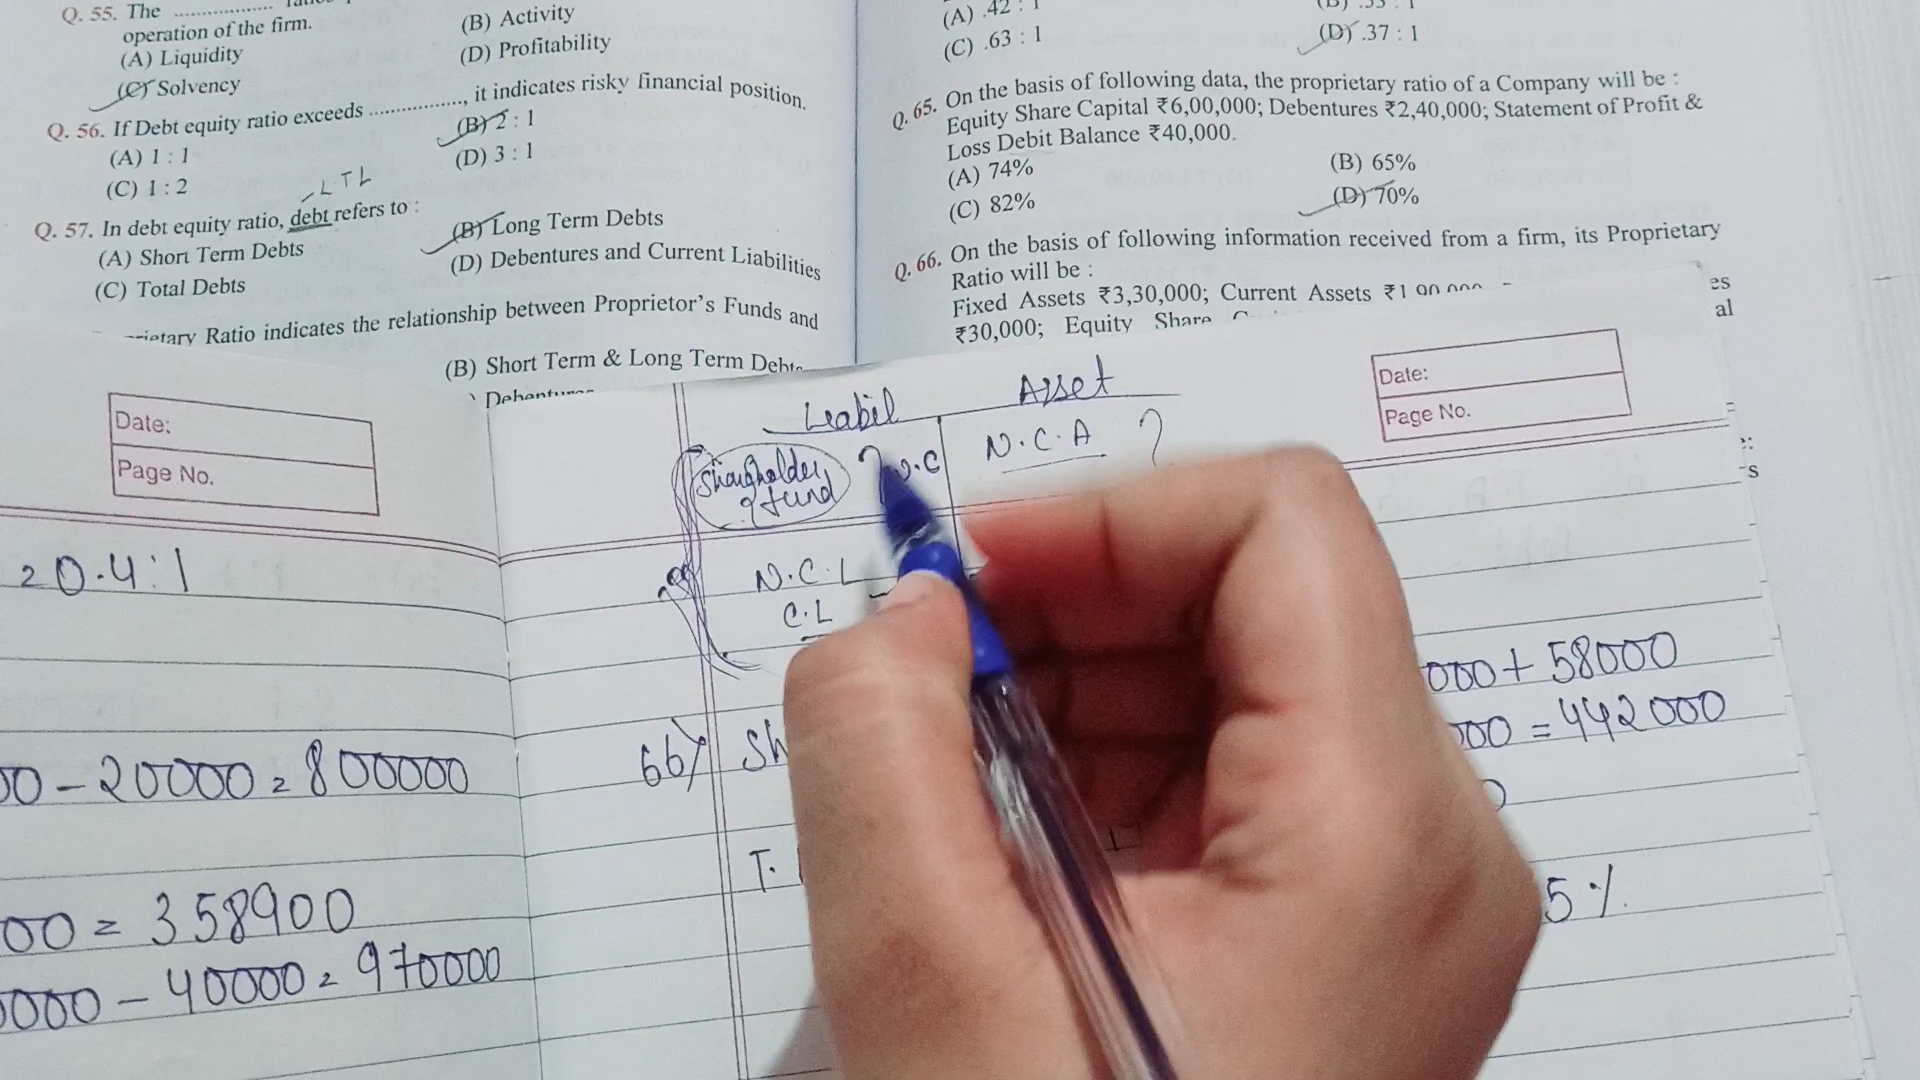 Q. 55. The ..................
operation of the firm.
(A) Liquidity
(B) Activity
(C) Solvency
(D) Profitability
Q. 56. If Debt equity ratio exceeds .................., it indicates risky financial position.
(A) 1 : 1
(B) 2 : 1
(C) 1 : 2
(D) 3 : 1
LTL
Q. 57. In debt equity ratio, debt refers to :
(A) Short Term Debts
(B) Long Term Debts
(C) Total Debts
(D) Debentures and Current Liabilities
Ratio indicates the relationship between Proprietor's Funds and
(B) Short Term & Long Term Debts
(A) .42 : 1
(C) .63 : 1
(D) .37 : 1
Q. 65. On the basis of following data, the proprietary ratio of a Company will be :
Equity Share Capital ₹6,00,000; Debentures ₹2,40,000; Statement of Profit &
Loss Debit Balance ₹40,000.
(A) 74%
(B) 65%
(C) 82%
(D) 70%
Q. 66. On the basis of following information received from a firm, its Proprietary
Ratio will be :
Fixed Assets ₹3,30,000; Current Assets
₹30,000; Equity Share
es
al
Date:
Page No.
20.4:1
00 - 20000 = 800000
00 = 358900
0000 - 40000 = 970000
Leabil
Asset
Date:
Page No.
N.C.A ?
N.C.L
C.L
66) Sh
T.
000 + 58000
000 = 442000
5 %.